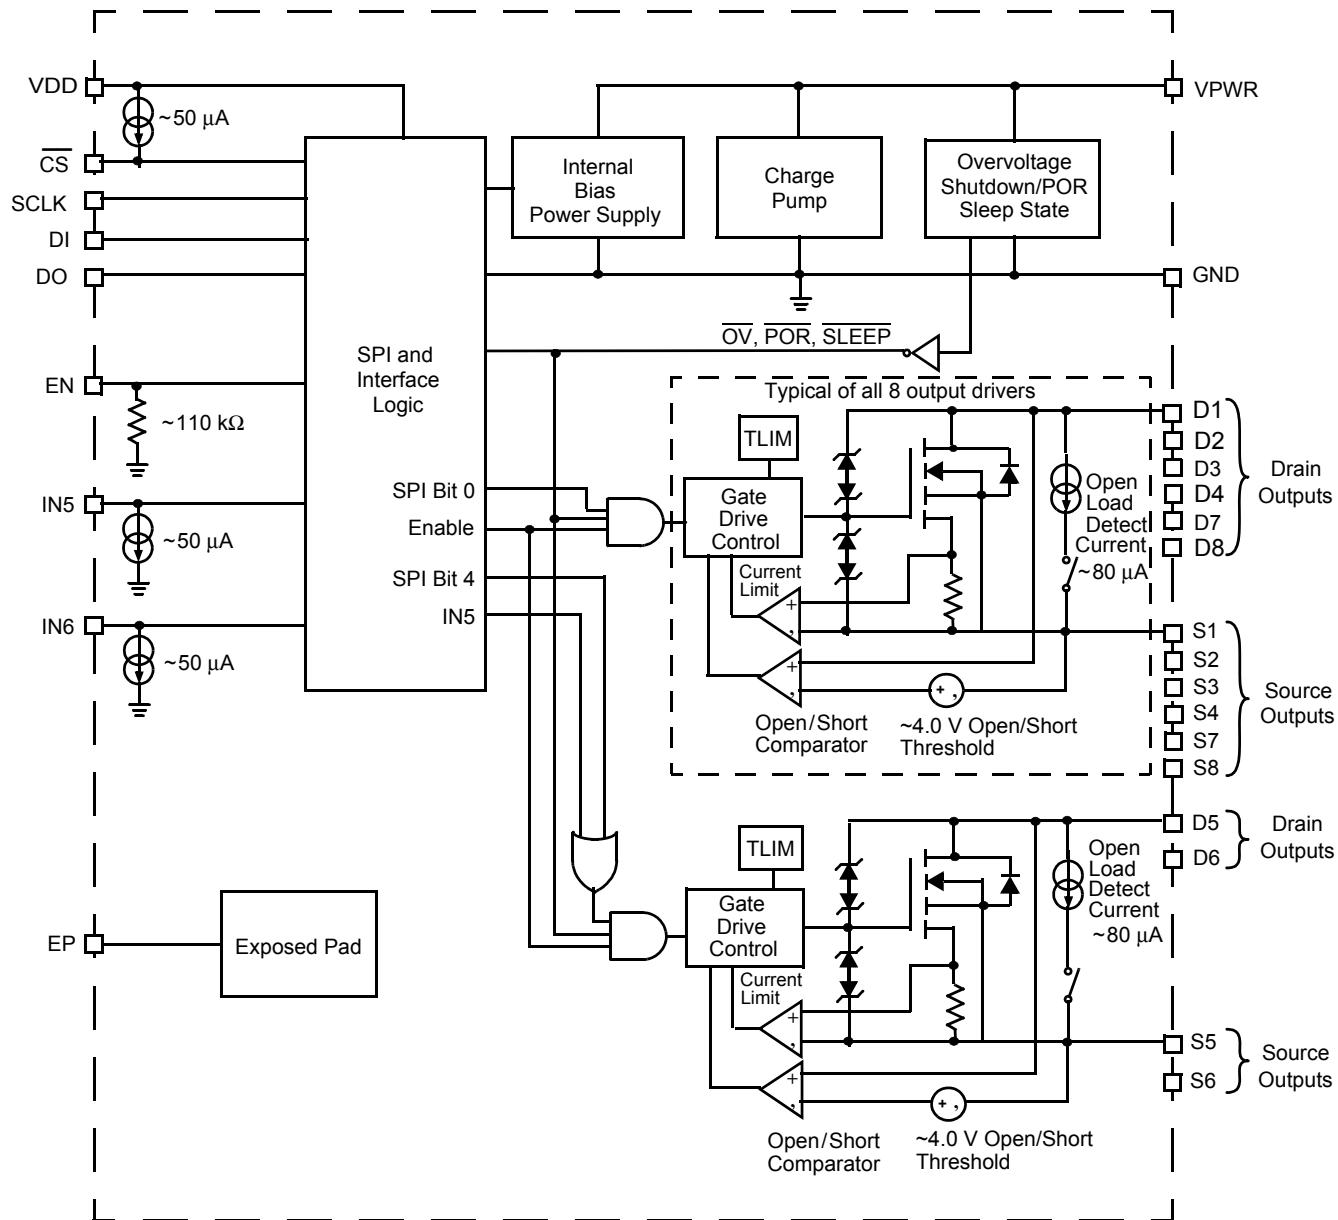 VDD
~50 μA
CS
SCLK
DI
DO
EN
~110 kΩ
IN5
~50 μA
IN6
~50 μA
EP
Exposed Pad
SPI and
Interface
Logic
SPI Bit 0
Enable
SPI Bit 4
IN5
Internal
Bias
Power Supply
Charge
Pump
Overvoltage
Shutdown/POR
Sleep State
VPWR
GND
OV, POR, SLEEP
Typical of all 8 output drivers
TLIM
Gate
Drive
Control
Current
Limit
+
,
+
,
+ ,
Open/Short
Comparator
~4.0 V Open/Short
Threshold
Open
Load
Detect
Current
~80 μA
D1
D2
D3
D4
D7
D8
Drain
Outputs
S1
S2
S3
S4
S7
S8
Source
Outputs
TLIM
Gate
Drive
Control
Current
Limit
+
,
+
,
+ ,
Open/Short
Comparator
~4.0 V Open/Short
Threshold
Open
Load
Detect
Current
~80 μA
D5
D6
Drain
Outputs
S5
S6
Source
Outputs